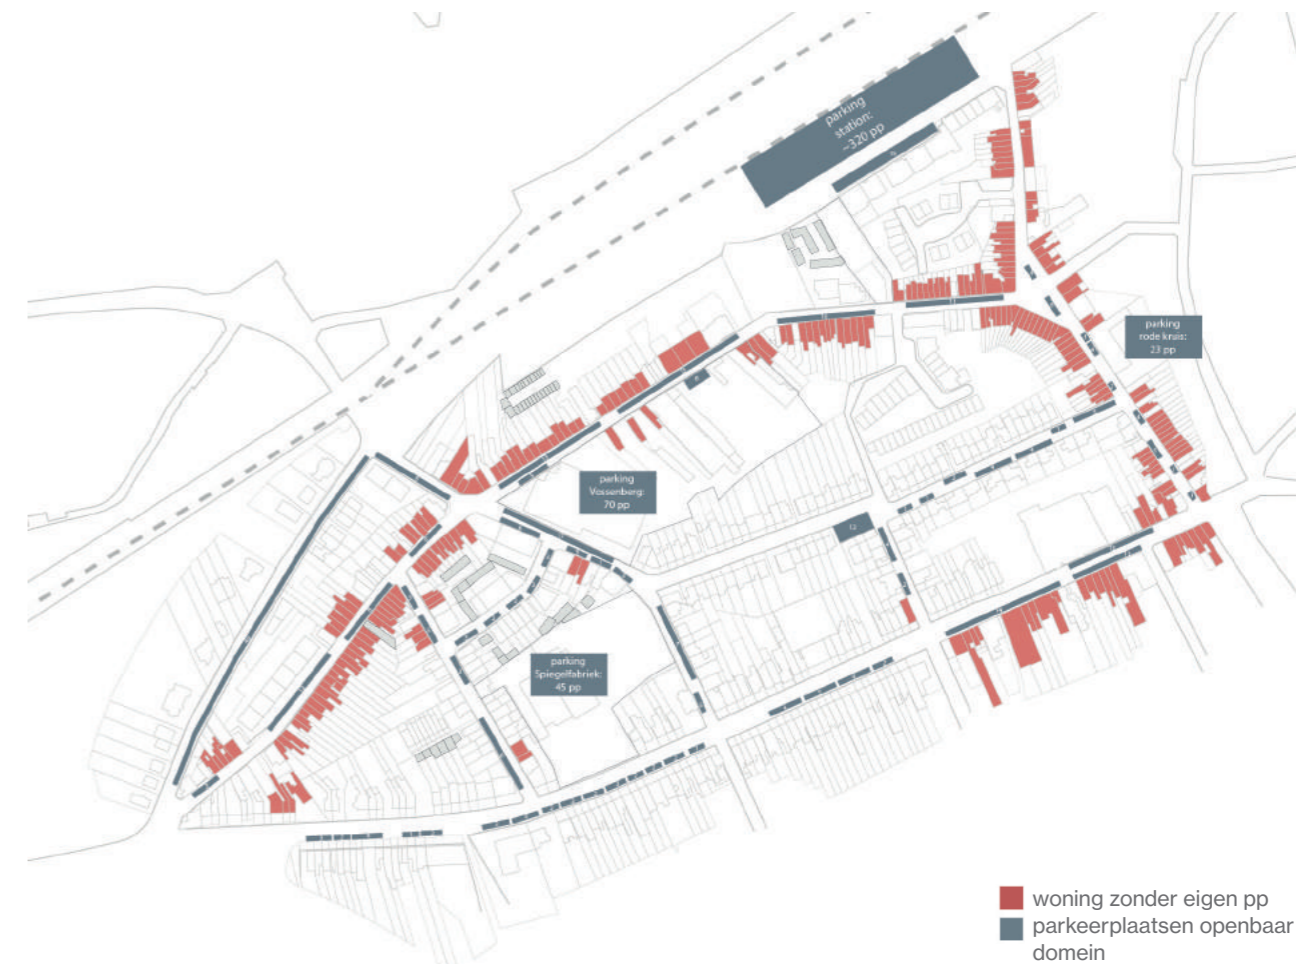 parking
station:
~320 pp
parking
rode kruis:
23 pp
parking
Vossenberg:
70 pp
12
parking
Spiegelfabriek:
45 pp
woning zonder eigen pp
parkeerplaatsen openbaar
domein